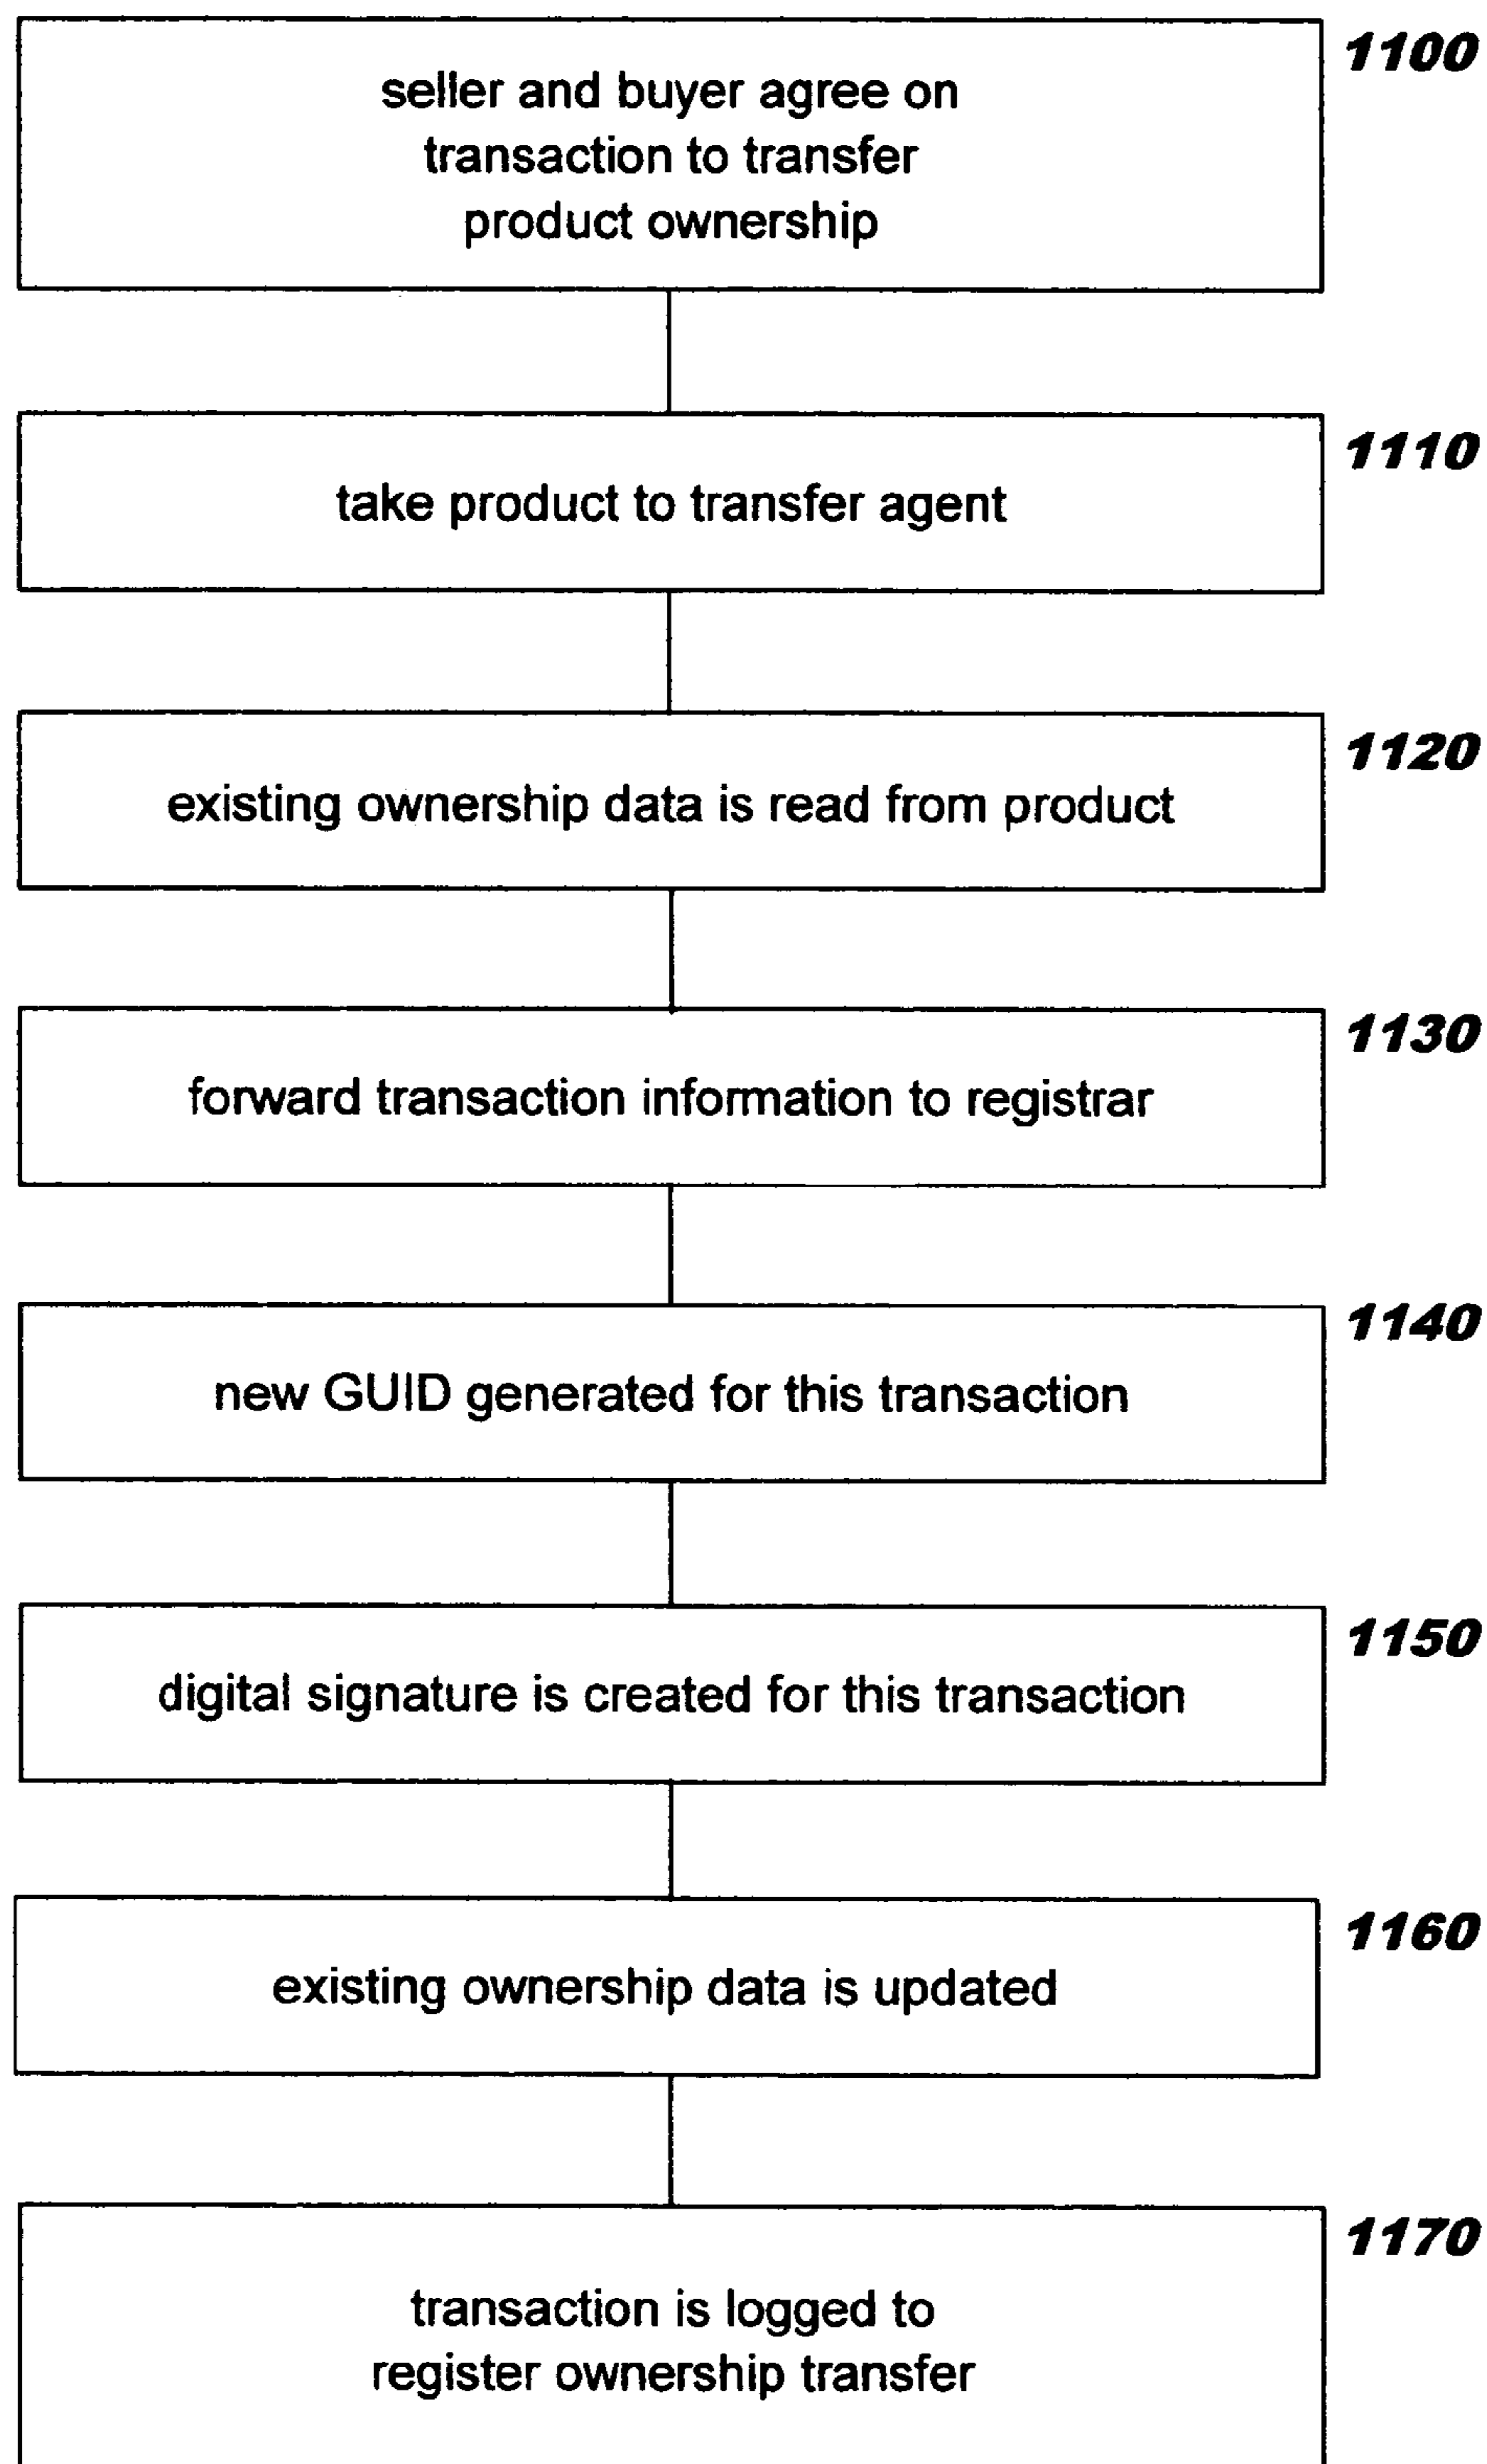 1100
seller and buyer agree on
transaction to transfer
product ownership
1110
take product to transfer agent
1120
existing ownership data is read from product
1130
forward transaction information to registrar
1140
new GUID generated for this transaction
1150
digital signature is created for this transaction
1160
existing ownership data is updated
1170
transaction is logged to
register ownership transfer